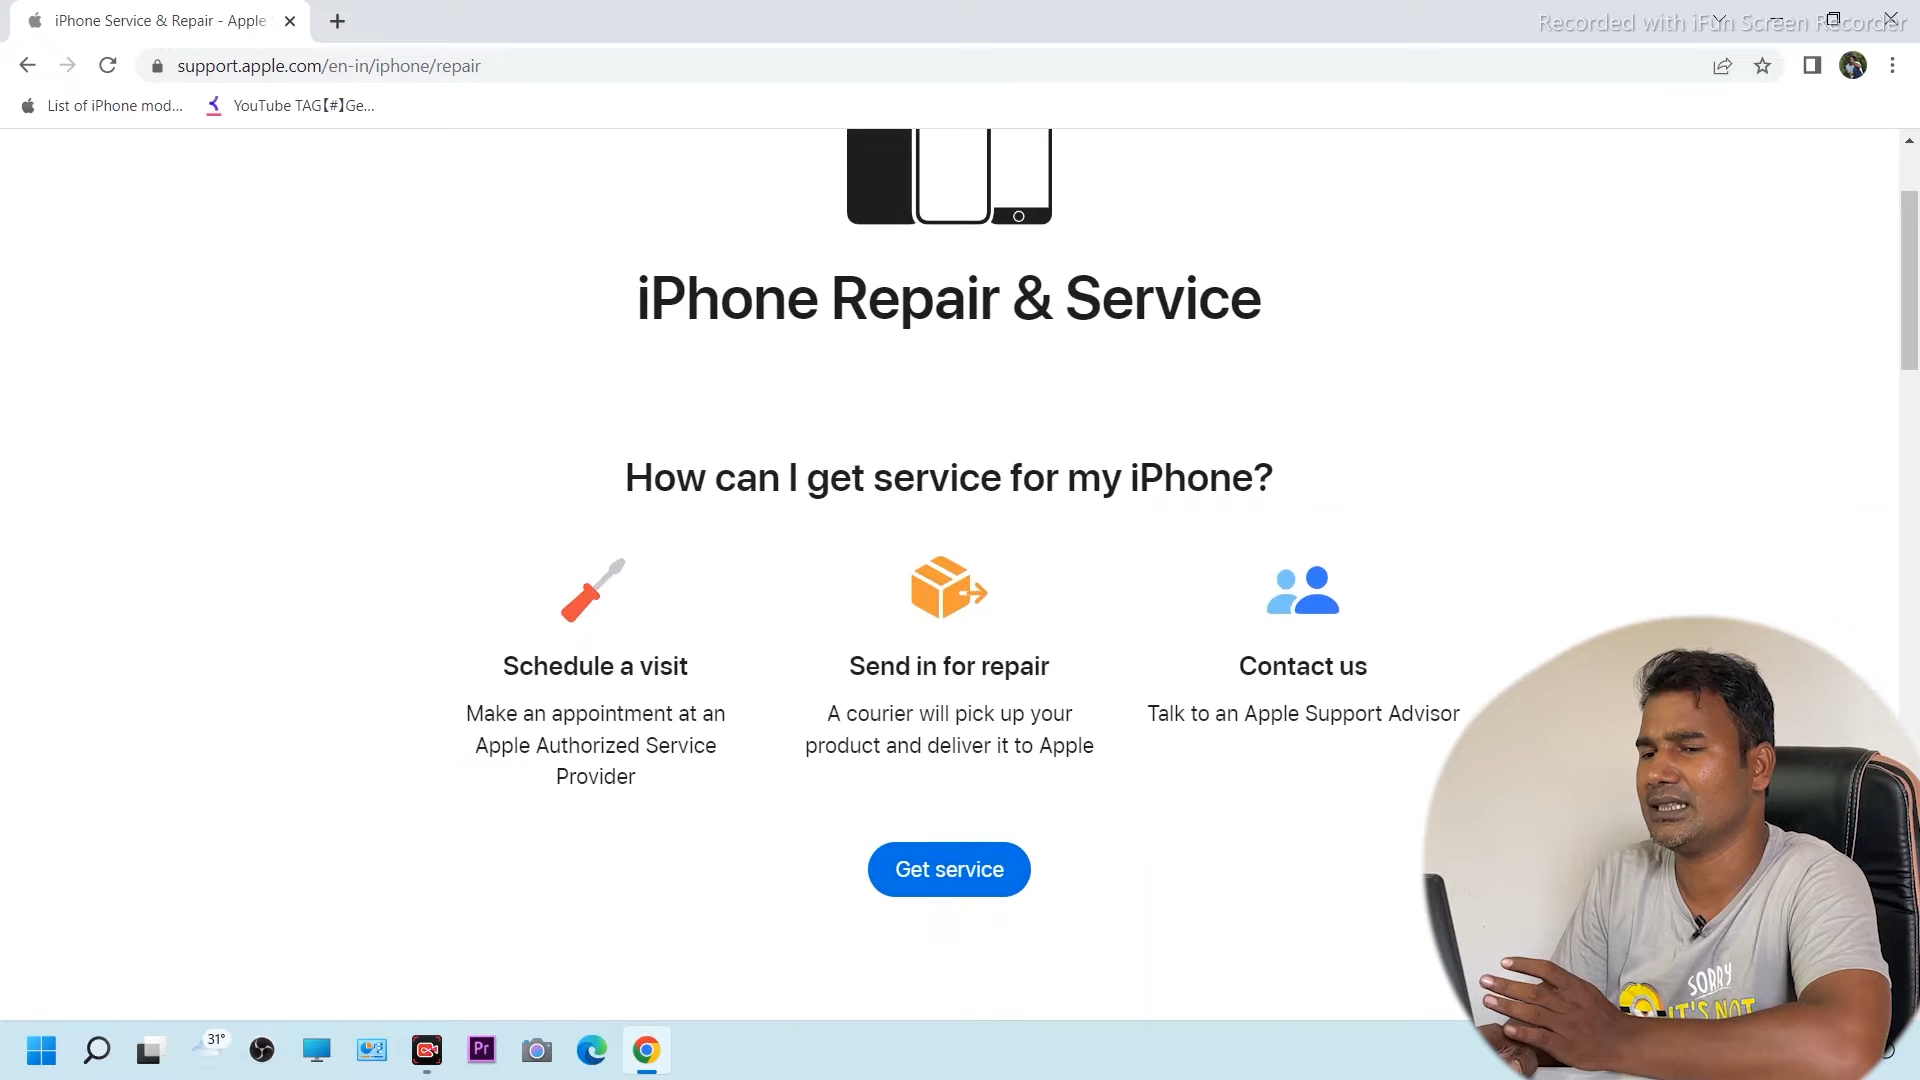 iPhone Service & Repair - Apple
Recorded with iFun Screen Recorder
support.apple.com/en-in/iphone/repair
List of iPhone mod...
YouTube TAG【#】Ge...
iPhone Repair & Service
How can I get service for my iPhone?
Schedule a visit
Make an appointment at an
Apple Authorized Service
Provider
Send in for repair
A courier will pick up your
product and deliver it to Apple
Contact us
Talk to an Apple Support Advisor
Get service
SORRY
IT'S NOT
31°
Pr